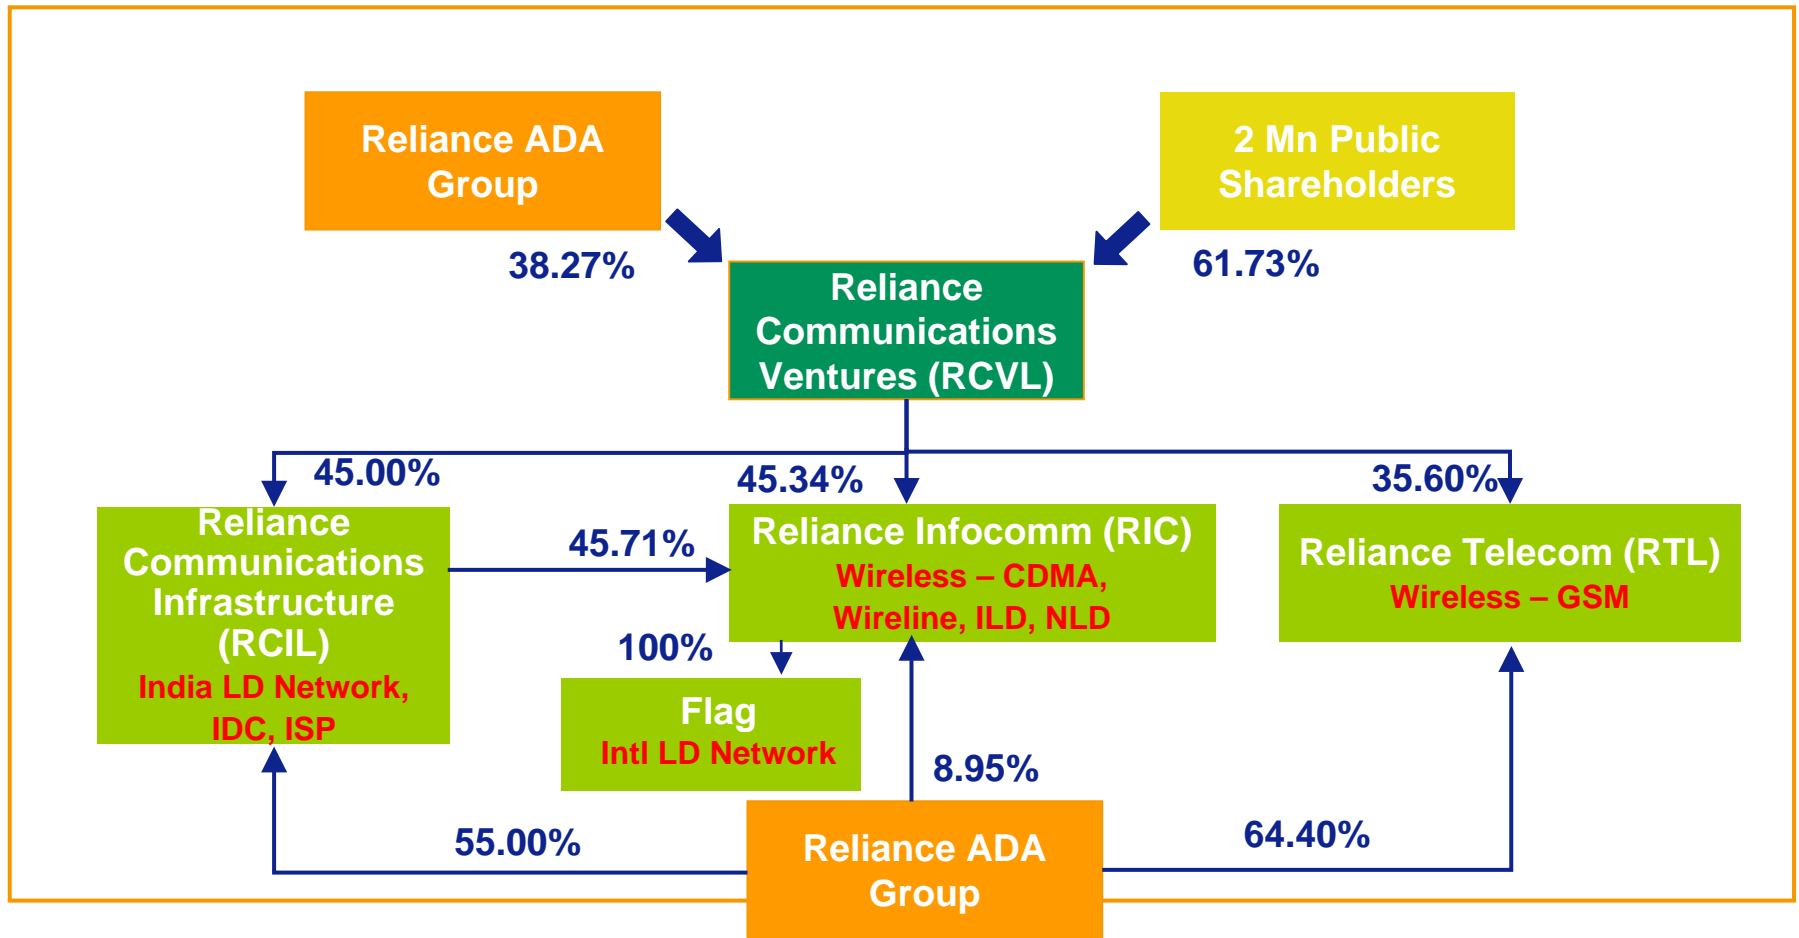 Reliance ADA
Group
2 Mn Public
Shareholders
38.27%
61.73%
Reliance
Communications
Ventures (RCVL)
45.00%
45.34%
35.60%
Reliance
Communications
Infrastructure
(RCIL)
India LD Network,
IDC, ISP
45.71%
Reliance Infocomm (RIC)
Wireless – CDMA,
Wireline, ILD, NLD
Reliance Telecom (RTL)
Wireless – GSM
100%
Flag
Intl LD Network
8.95%
55.00%
64.40%
Reliance ADA
Group